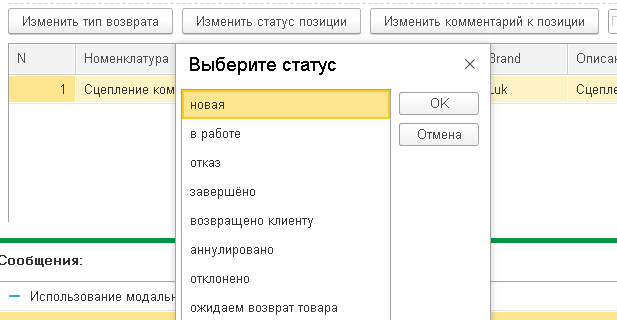 Изменить тип возврата Изменить статус позиции Изменить комментарий к позиции
N Номенклатура Brand Описан
Выберите статус
1 Сцепление ком Luk Сцепле
новая OK
в работе Отмена
отказ
завершёно
возвращено клиенту
аннулировано
отклонено
ожидаем возврат товара
Сообщения:
Использование модальн